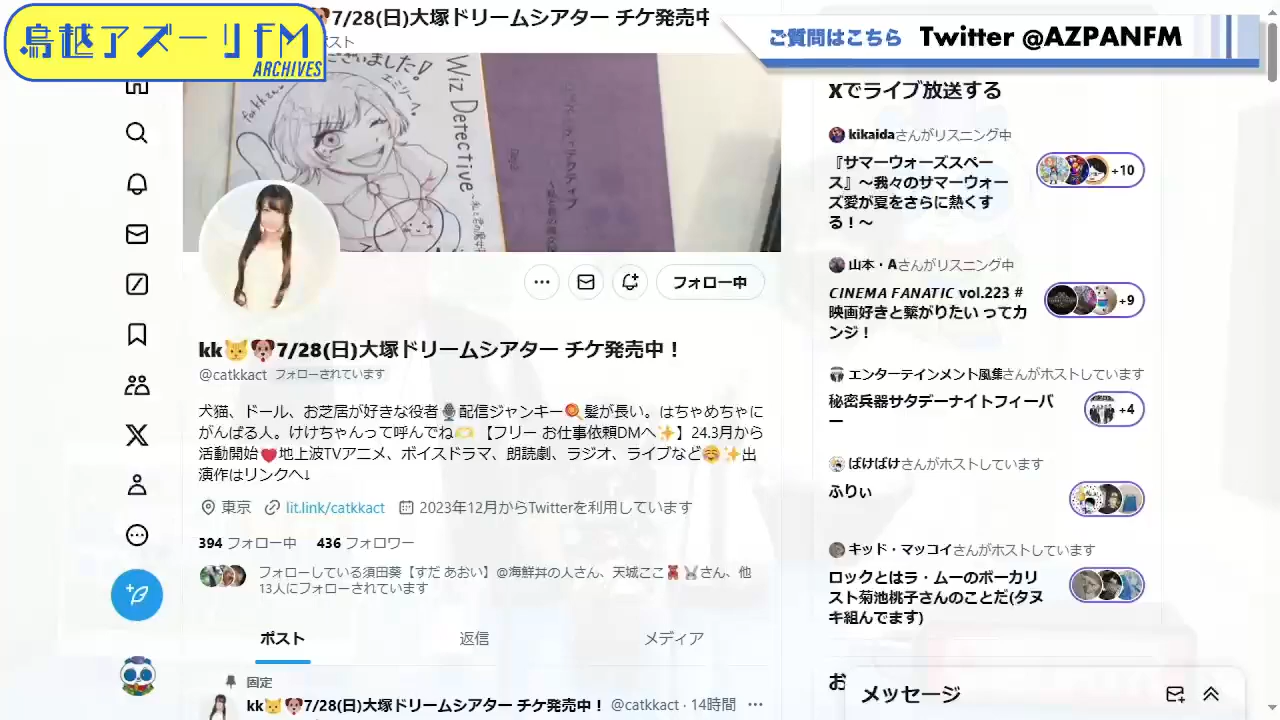 鳥越アズーリFM
ARCHIVES
7/28(日)大塚ドリームシアター チケ発売中
ご質問はこちら Twitter @AZPANFM
ございました!
Wiz Detective
kk🐱🐶7/28(日)大塚ドリームシアター チケ発売中！
@catkkact フォローされています
フォロー中
犬猫、ドール、お芝居が好きな役者🎙️配信ジャンキー🍭髪が長い。はちゃめちゃに
がんばる人。けけちゃんって呼んでね🫶 【フリー お仕事依頼DMへ✨】24.3月から
活動開始❤️地上波TVアニメ、ボイスドラマ、朗読劇、ラジオ、ライブなど☺️✨出
演作はリンクへ↓
東京 lit.link/catkkact 2023年12月からTwitterを利用しています
394 フォロー中 436 フォロワー
フォローしている須田葵【すだ あおい】@海鮮丼の人さん、天城ここ🧸🐰さん、他
13人にフォローされています
ポスト 返信 メディア
固定
kk🐱🐶7/28(日)大塚ドリームシアター チケ発売中！ @catkkact · 14時間
Xでライブ放送する
kikaidaさんがリスニング中
『サマーウォーズスペー
ス』〜我々のサマーウォー
ズ愛が夏をさらに熱くす
る！〜
+10
山本・Aさんがリスニング中
CINEMA FANATIC vol.223 #
映画好きと繋がりたい ってカ
ンジ！
+9
エンターテインメント風集さんがホストしています
秘密兵器サタデーナイトフィーバ
ー
+4
ばけばけさんがホストしています
ふりぃ
キッド・マッコイさんがホストしています
ロックとはラ・ムーのボーカリ
スト菊池桃子さんのことだ(タヌ
キ組んでます)
メッセージ